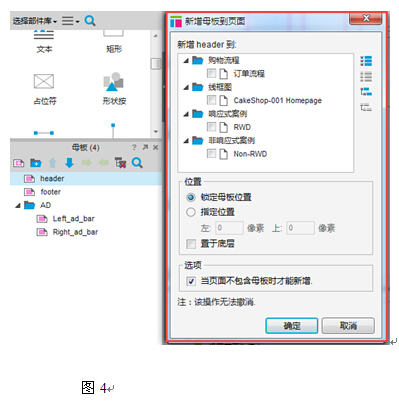 选择部件库
文本
矩形
占位符
形状按
母板 (4)
header
footer
AD
Left_ad_bar
Right_ad_bar
新增母板到页面
新增 header 到:
购物流程
订单流程
线框图
CakeShop-001 Homepage
响应式案例
RWD
非响应式案例
Non-RWD
位置
锁定母板位置
指定位置
左: 0 像素 上: 0 像素
置于底层
选项
当页面不包含母板时才能新增.
注：该操作无法撤消.
确定
取消
图 4